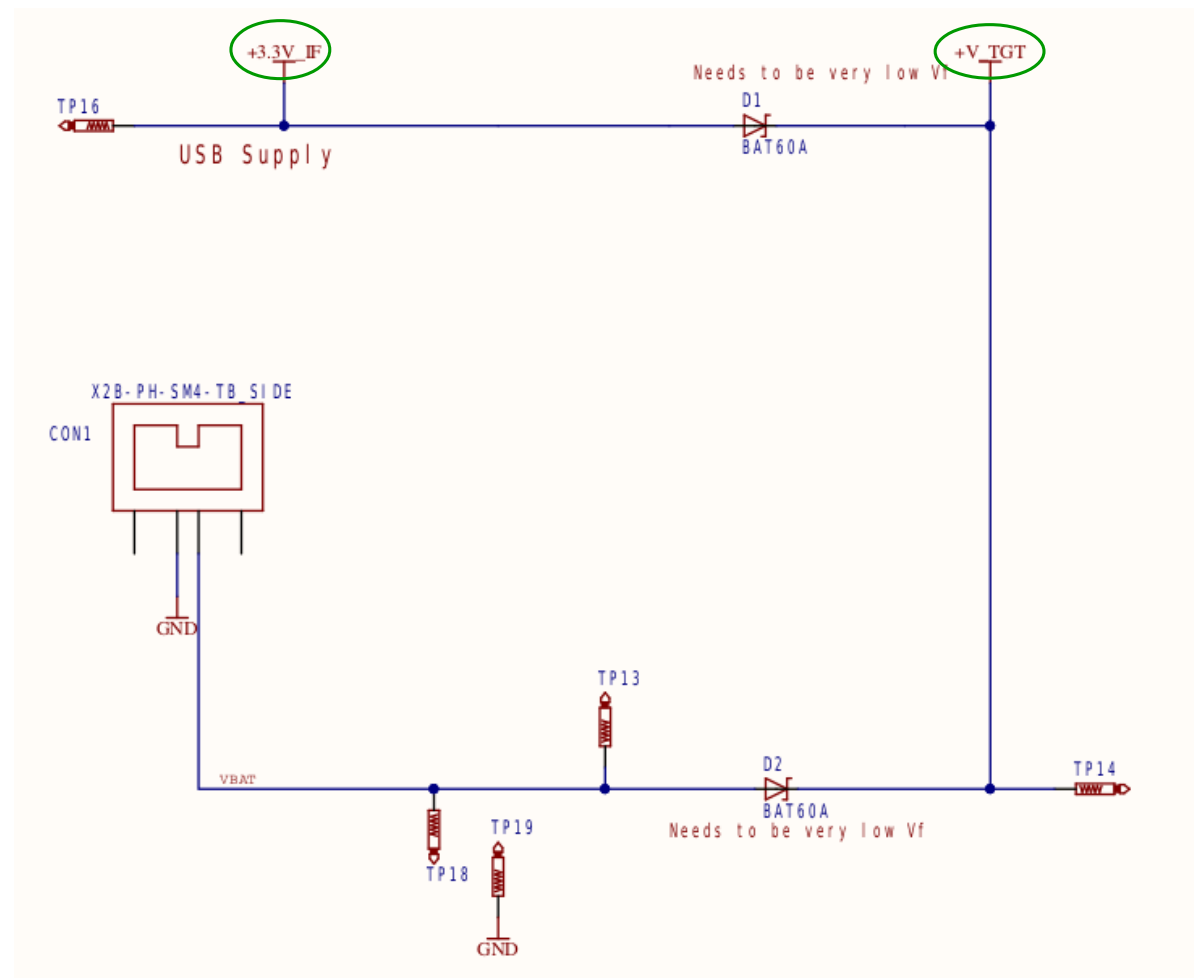 +3.3V_IF
+V_TGT
Needs to be very low Vf
TP16
D1
USB Supply
BAT60A
X2B-PH-SM4-TB_SIDE
CON1
GND
TP13
VBAT
D2
TP14
BAT60A
TP19
Needs to be very low Vf
TP18
GND